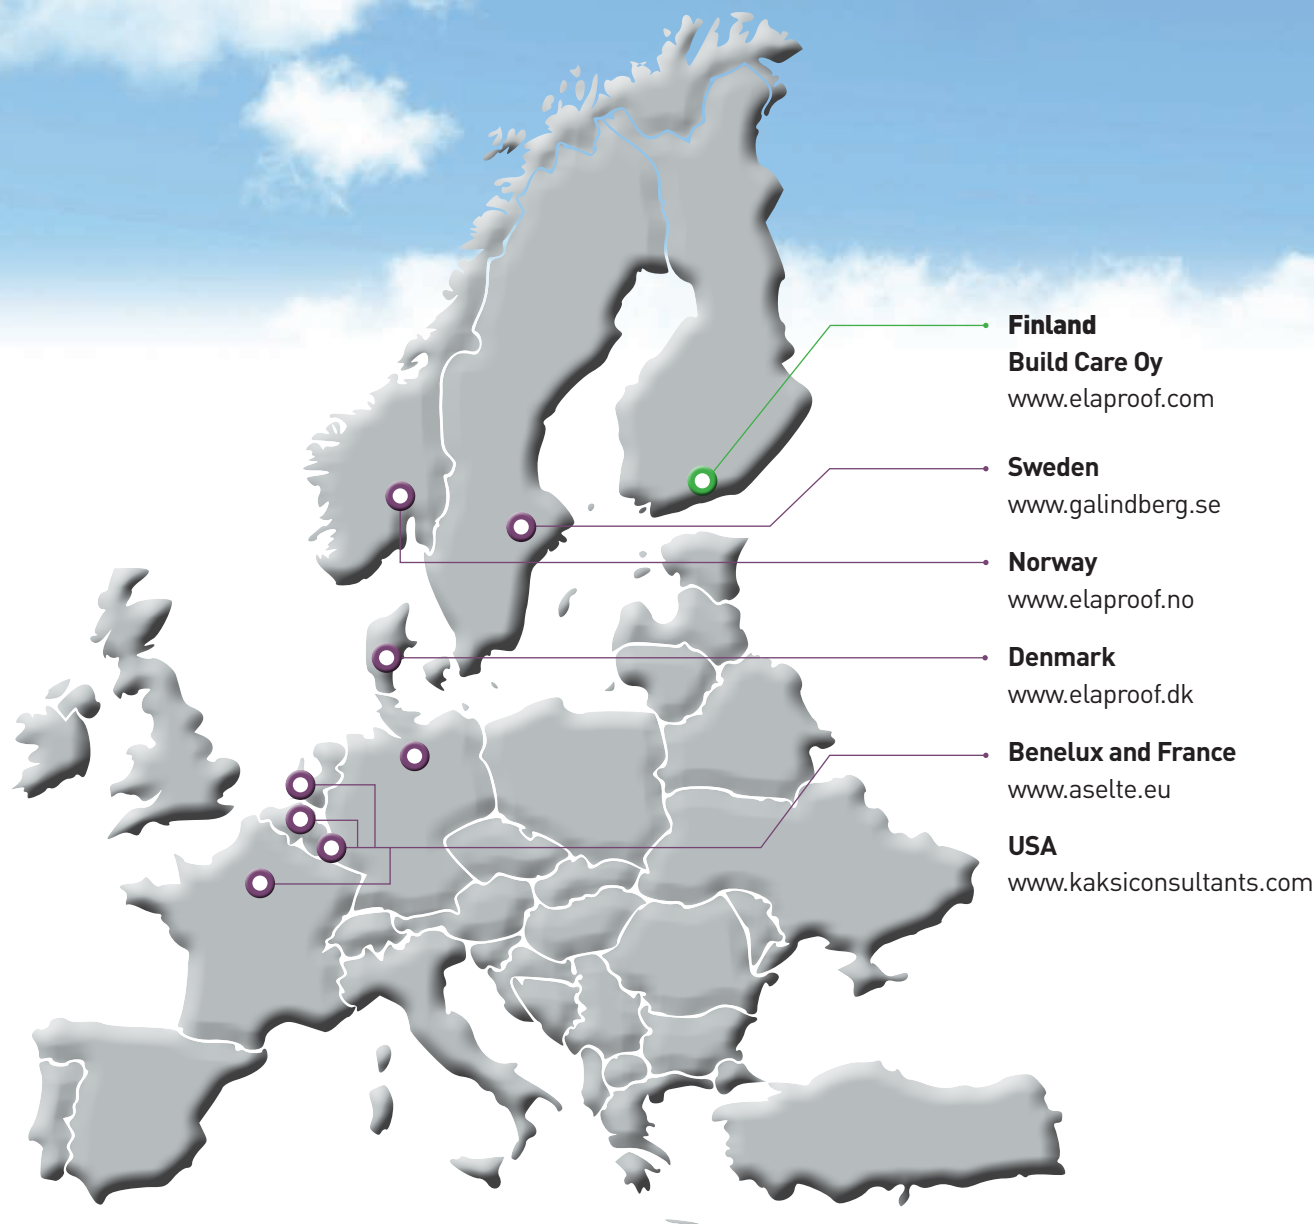 Finland
Build Care Oy
www.elaproof.com
Sweden
www.galindberg.se
Norway
www.elaproof.no
Denmark
www.elaproof.dk
Benelux and France
www.aselte.eu
USA
www.kaksiconsultants.com